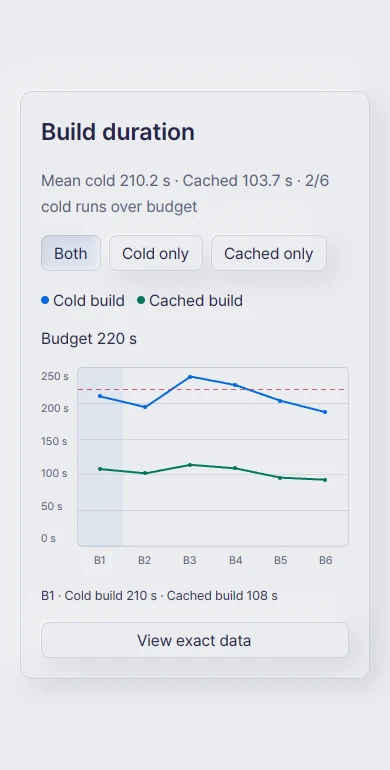 Build duration
Mean cold 210.2 s · Cached 103.7 s · 2/6
cold runs over budget
Both Cold only Cached only
Cold build Cached build
Budget 220 s
250 s
200 s
150 s
100 s
50 s
0 s
B1 B2 B3 B4 B5 B6
B1 · Cold build 210 s · Cached build 108 s
View exact data